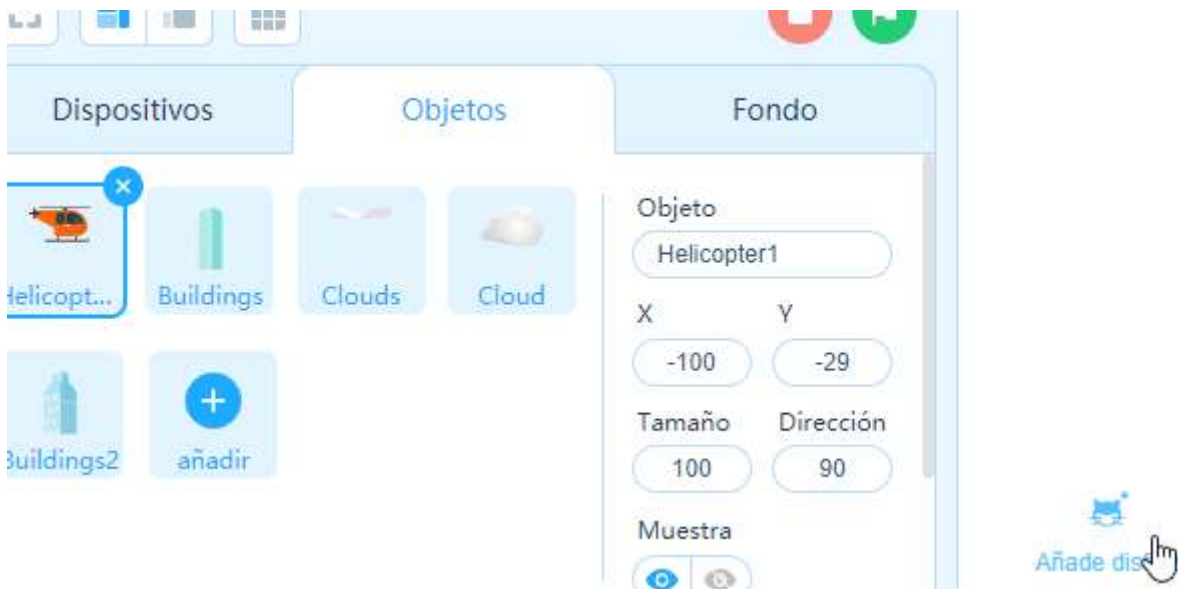 Dispositivos Objetos Fondo
Objeto
Helicopter1
Helicopt... Buildings Clouds Cloud
X Y
-100 -29
Tamaño Dirección
100 90
Buildings2 añadir
Muestra
Añade